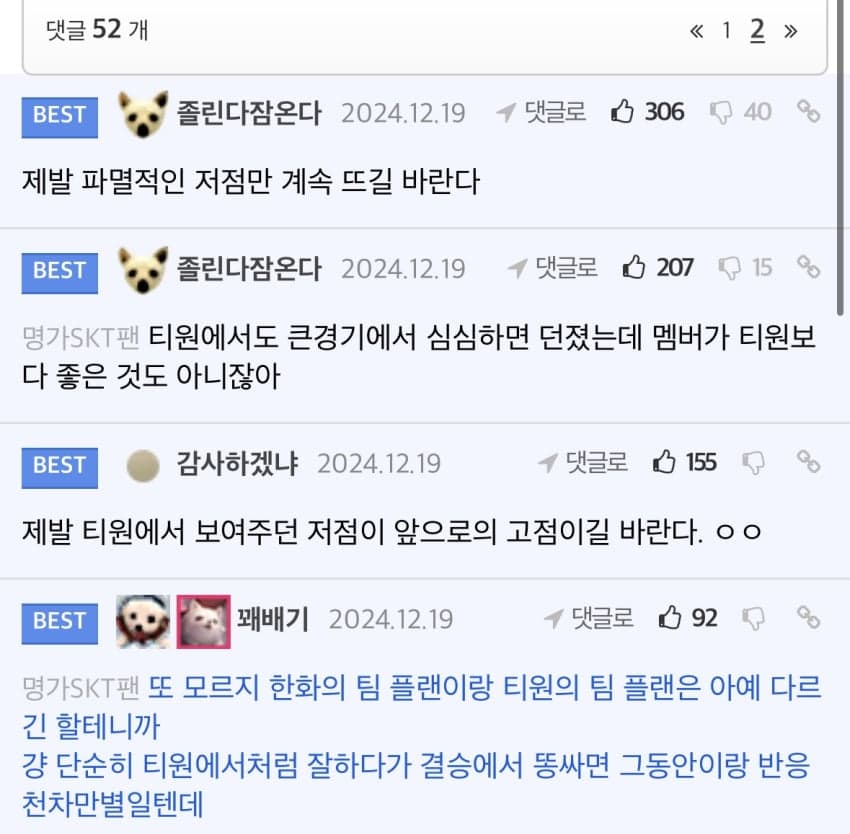 댓글 52 개 « 1 2 »
BEST 졸린다잠온다 2024.12.19 댓글로 306 40
제발 파멸적인 저점만 계속 뜨길 바란다
BEST 졸린다잠온다 2024.12.19 댓글로 207 15
명가SKT팬 티원에서도 큰경기에서 심심하면 던졌는데 멤버가 티원보
다 좋은 것도 아니잖아
BEST 감사하겠냐 2024.12.19 댓글로 155
제발 티원에서 보여주던 저점이 앞으로의 고점이길 바란다. ㅇㅇ
BEST 꽤배기 2024.12.19 댓글로 92
명가SKT팬 또 모르지 한화의 팀 플랜이랑 티원의 팀 플랜은 아예 다르
긴 할테니까
걍 단순히 티원에서처럼 잘하다가 결승에서 똥싸면 그동안이랑 반응
천차만별일텐데